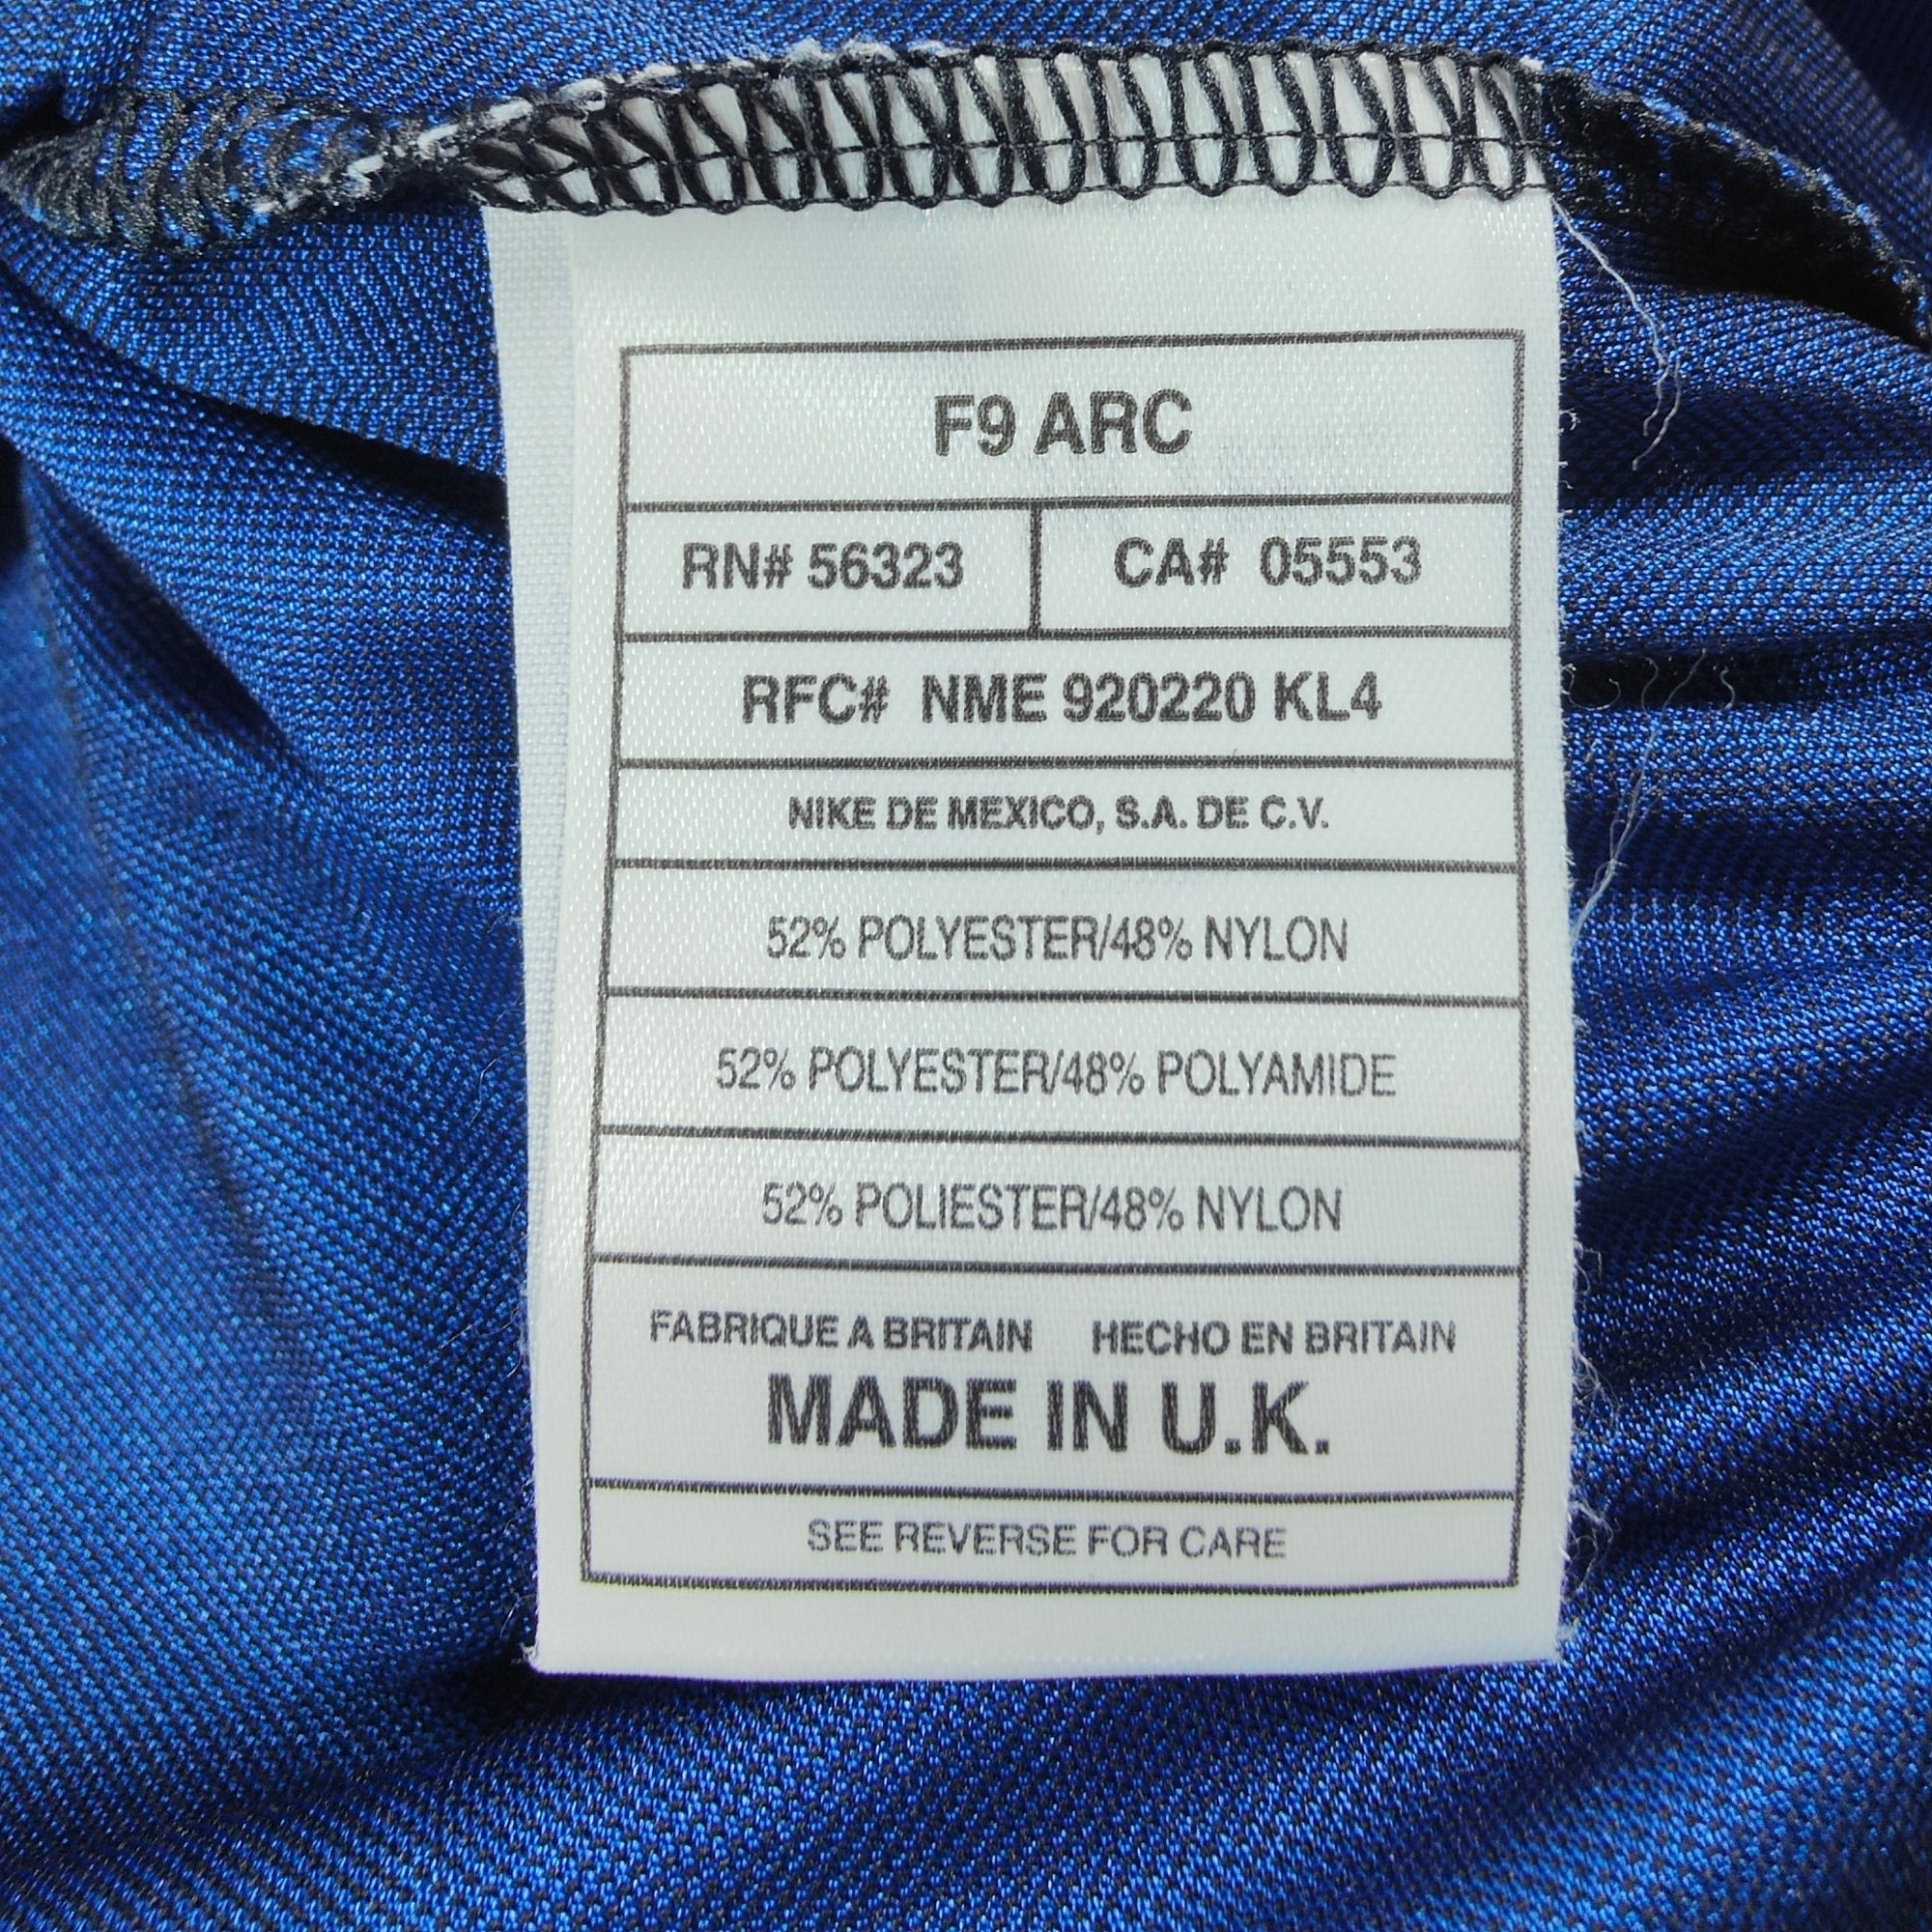 F9 ARC
RN# 56323 CA# 05553
RFC# NME 920220 KL4
NIKE DE MEXICO, S.A. DE C.V.
52% POLYESTER/48% NYLON
52% POLYESTER/48% POLYAMIDE
52% POLIESTER/48% NYLON
FABRIQUE A BRITAIN HECHO EN BRITAIN
MADE IN U.K.
SEE REVERSE FOR CARE